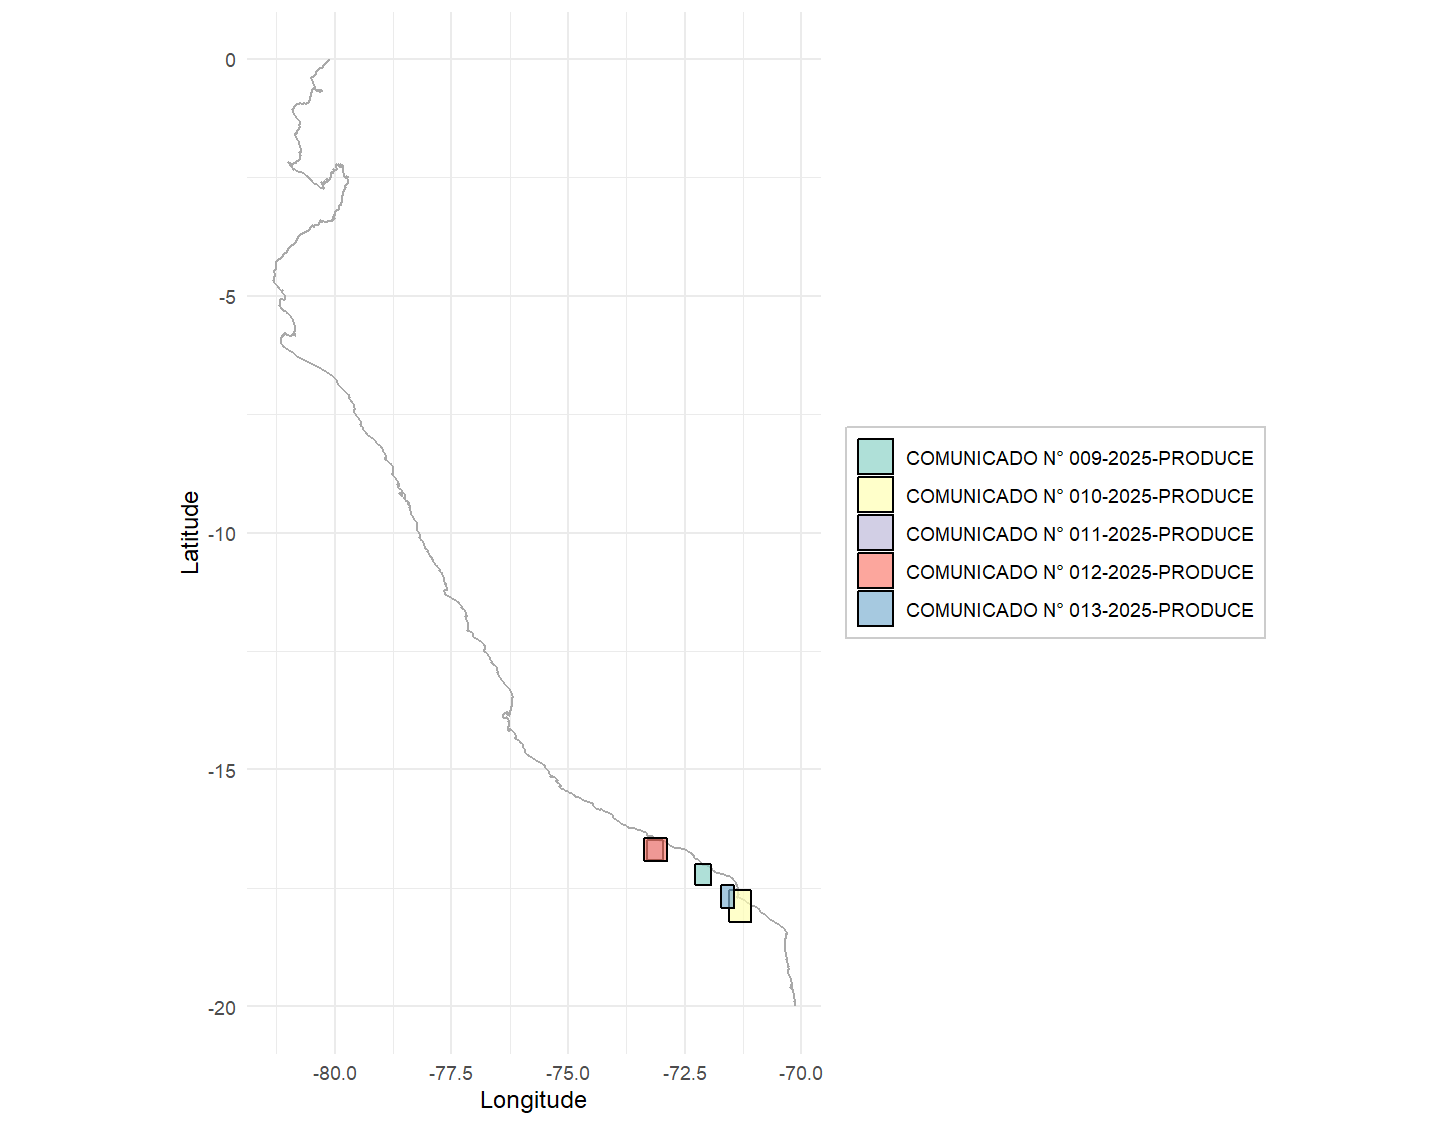 0
-5
-10
-15
-20
Latitude
-80.0
-77.5
-75.0
-72.5
-70.0
Longitude
COMUNICADO N° 009-2025-PRODUCE
COMUNICADO N° 010-2025-PRODUCE
COMUNICADO N° 011-2025-PRODUCE
COMUNICADO N° 012-2025-PRODUCE
COMUNICADO N° 013-2025-PRODUCE